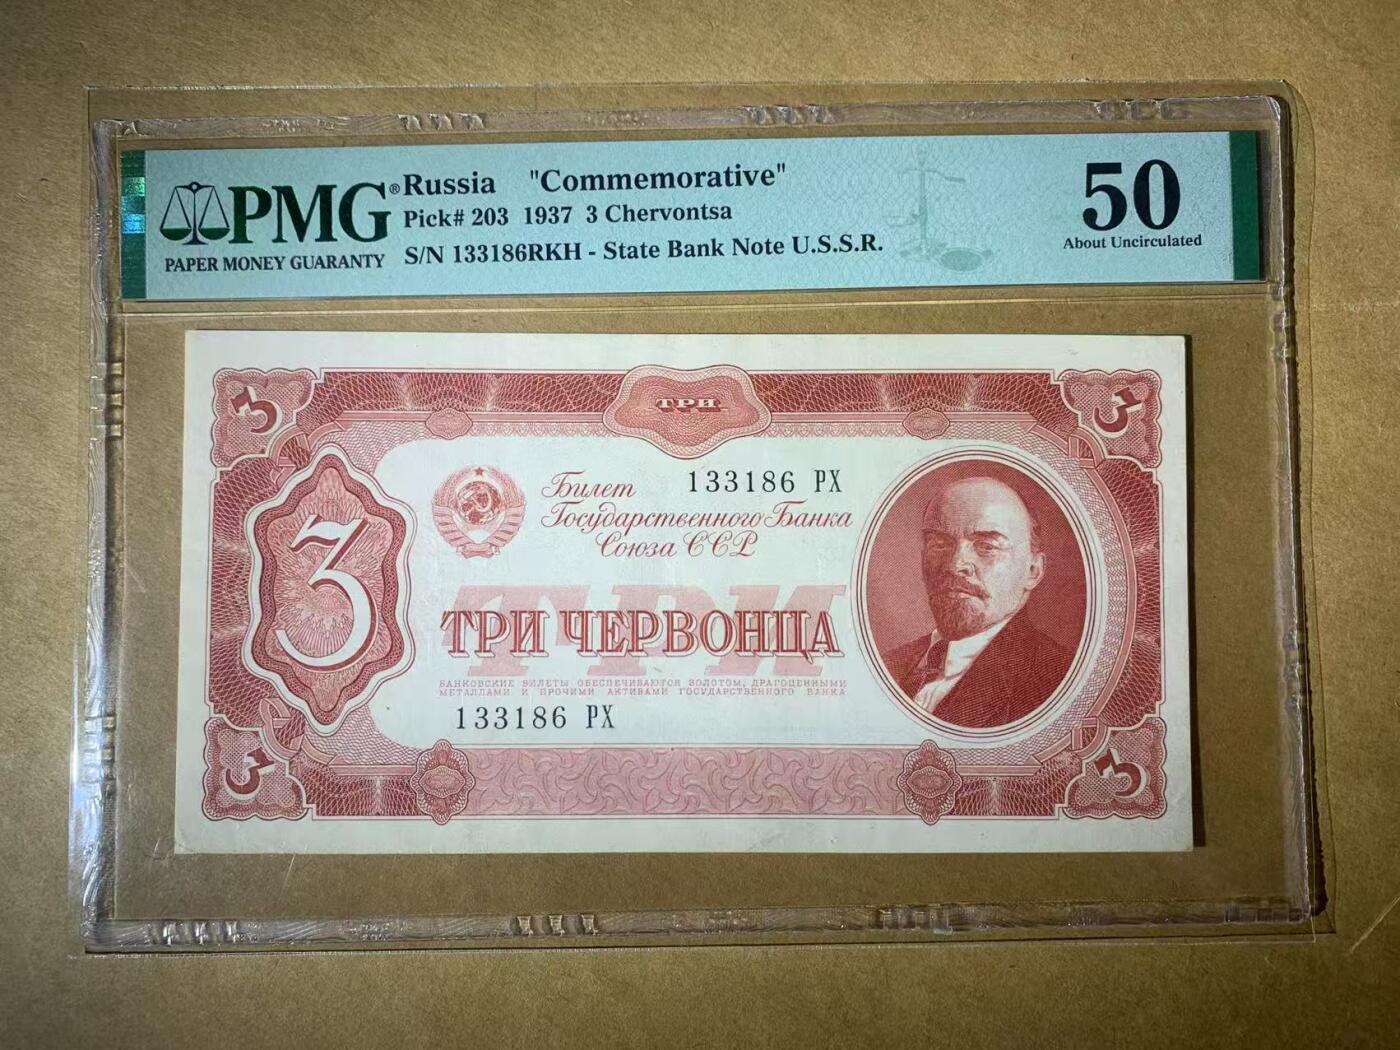 PMG®
PAPER MONEY GUARANTY
Russia "Commemorative"
Pick# 203 1937 3 Chervontsa
S/N 133186RKH - State Bank Note U.S.S.R.
50
About Uncirculated
3
ТРИ
3
3
133186 РХ
Билет
Государственного Банка
Союза ССР
ТРИ
ТРИ ЧЕРВОНЦА
БАНКОВСКИЕ БИЛЕТЫ ОБЕСПЕЧИВАЮТСЯ ЗОЛОТОМ, ДРАГОЦЕННЫМИ
МЕТАЛЛАМИ И ПРОЧИМИ АКТИВАМИ ГОСУДАРСТВЕННОГО БАНКА
133186 РХ
3
3